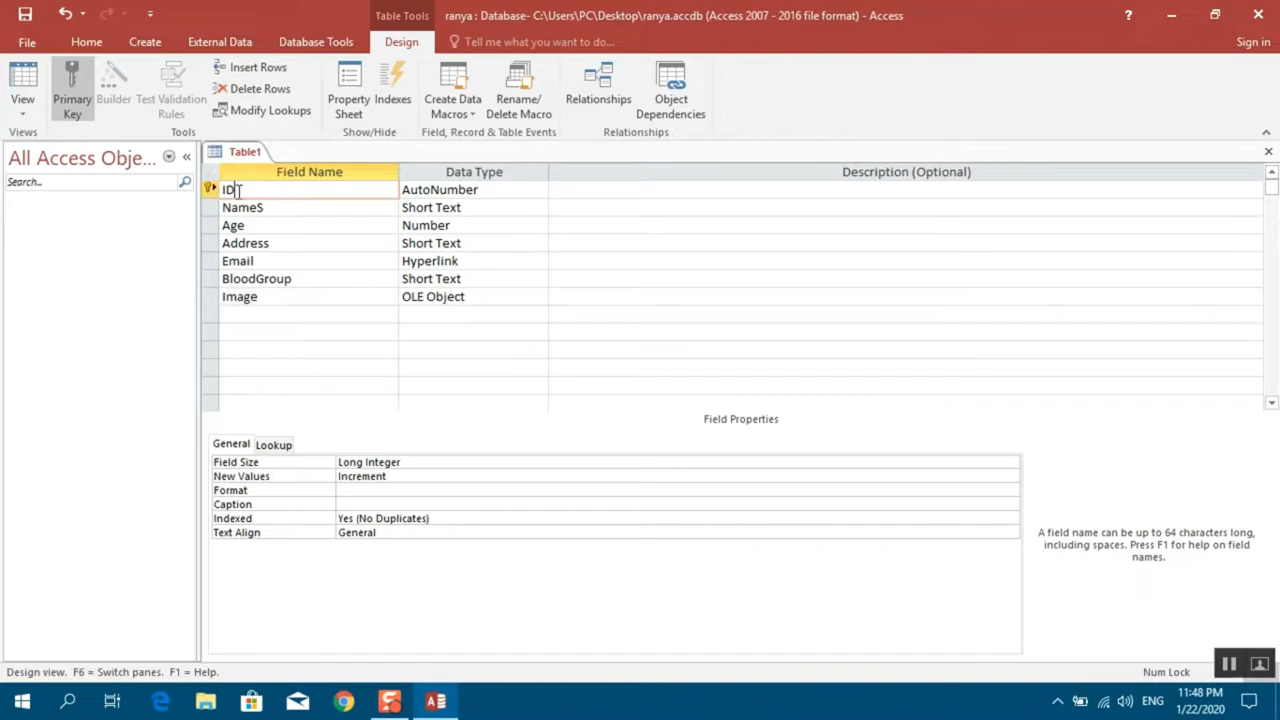 Table Tools
ranya : Database- C:\Users\PC\Desktop\ranya.accdb (Access 2007 - 2016 file format) - Access
?
File
Home
Create
External Data
Database Tools
Design
Tell me what you want to do...
Sign in
View
Primary Key
Builder
Test Validation Rules
Insert Rows
Delete Rows
Modify Lookups
Property Sheet
Indexes
Create Data Macros
Rename/ Delete Macro
Relationships
Object Dependencies
Views
Tools
Show/Hide
Field, Record & Table Events
Relationships
All Access Obje...
Search...
Table1
Field Name Data Type Description (Optional)
ID AutoNumber
NameS Short Text
Age Number
Address Short Text
Email Hyperlink
BloodGroup Short Text
Image OLE Object
Field Properties
General Lookup
Field Size Long Integer
New Values Increment
Format
Caption
Indexed Yes (No Duplicates)
Text Align General
A field name can be up to 64 characters long,
including spaces. Press F1 for help on field
names.
Design view. F6 = Switch panes. F1 = Help.
Num Lock
ENG
11:48 PM
1/22/2020